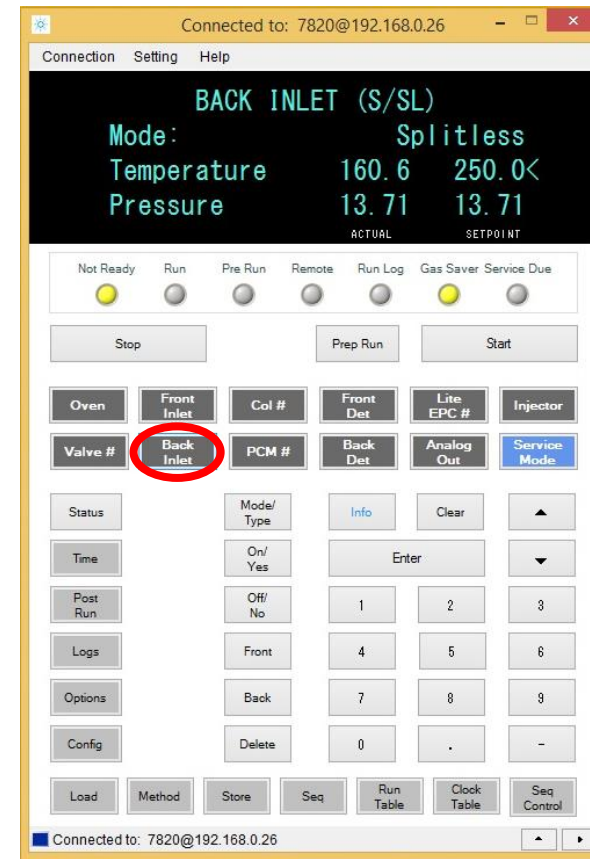 Connected to: 7820@192.168.0.26
Connection Setting Help
BACK INLET (S/SL)
Mode: Splitless
Temperature 160.6 250.0<
Pressure 13.71 13.71
ACTUAL SETPOINT
Not Ready Run Pre Run Remote Run Log Gas Saver Service Due
Stop Prep Run Start
Oven Front Inlet Col # Front Det Lite EPC # Injector
Valve # Back Inlet PCM # Back Det Analog Out Service Mode
Status Mode/ Type Info Clear
Time On/ Yes Enter
Post Run Off/ No 1 2 3
Logs Front 4 5 6
Options Back 7 8 9
Config Delete 0 . -
Load Method Store Seq Run Table Clock Table Seq Control
Connected to: 7820@192.168.0.26